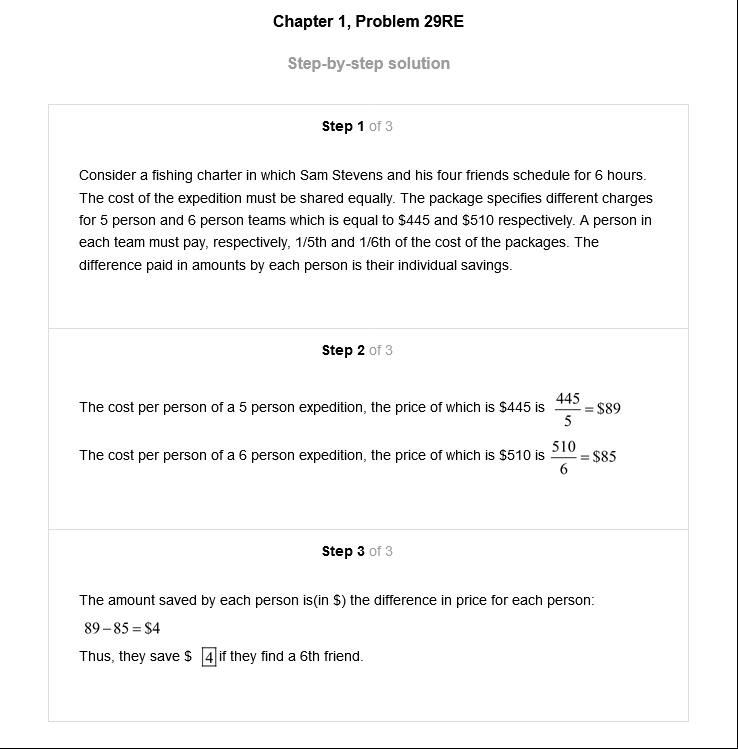 Chapter 1, Problem 29RE
Step-by-step solution
Step 1 of 3
Consider a fishing charter in which Sam Stevens and his four friends schedule for 6 hours.
The cost of the expedition must be shared equally. The package specifies different charges
for 5 person and 6 person teams which is equal to $445 and $510 respectively. A person in
each team must pay, respectively, 1/5th and 1/6th of the cost of the packages. The
difference paid in amounts by each person is their individual savings.
Step 2 of 3
The cost per person of a 5 person expedition, the price of which is $445 is 445/5 = $89
The cost per person of a 6 person expedition, the price of which is $510 is 510/6 = $85
Step 3 of 3
The amount saved by each person is(in $) the difference in price for each person:
89 – 85 = $4
Thus, they save $ 4 if they find a 6th friend.